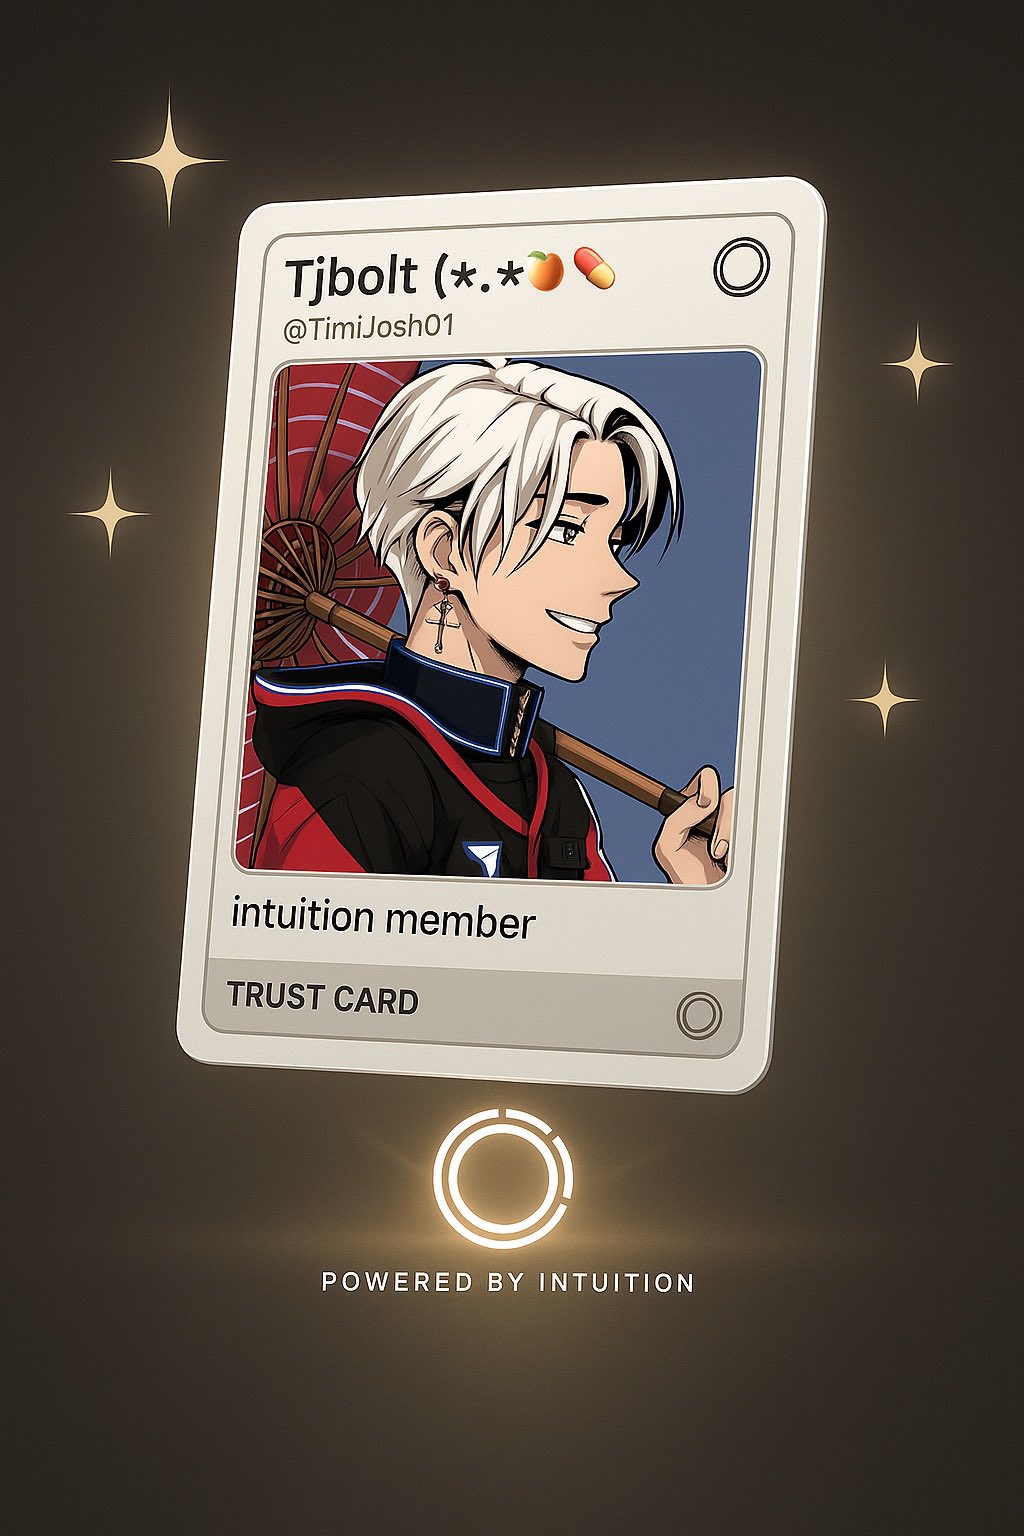 Tjbolt (*.*🍑💊
@TimiJosh01
intuition member
TRUST CARD
POWERED BY INTUITION